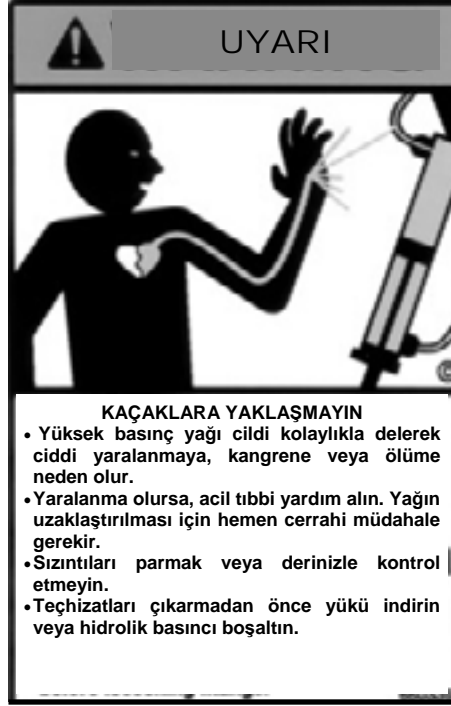 UYARI
KAÇAKLARA YAKLAŞMAYIN
• Yüksek basınç yağı cildi kolaylıkla delerek
ciddi yaralanmaya, kangrene veya ölüme
neden olur.
• Yaralanma olursa, acil tıbbi yardım alın. Yağın
uzaklaştırılması için hemen cerrahi müdahale
gerekir.
• Sızıntıları parmak veya derinizle kontrol
etmeyin.
• Teçhizatları çıkarmadan önce yükü indirin
veya hidrolik basıncı boşaltın.